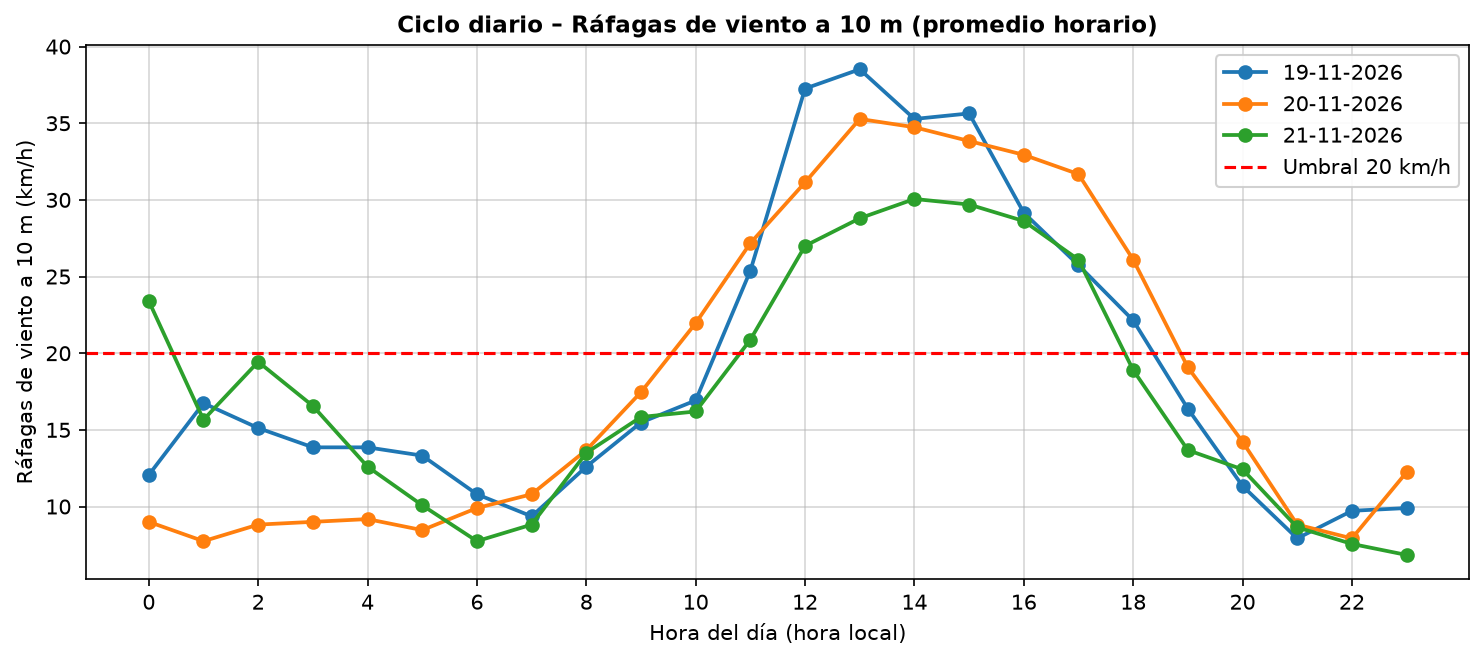 Ciclo diario – Ráfagas de viento a 10 m (promedio horario)
Ráfagas de viento a 10 m (km/h)
40
35
30
25
20
15
10
19-11-2026
20-11-2026
21-11-2026
Umbral 20 km/h
0 2 4 6 8 10 12 14 16 18 20 22
Hora del día (hora local)